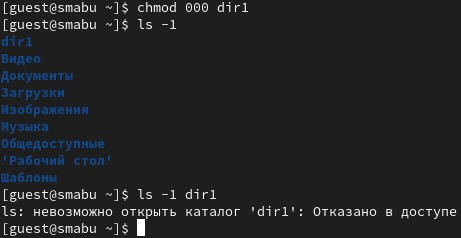 [guest@smabu ~]$ chmod 000 dir1
[guest@smabu ~]$ ls -1
dir1
Видео
Документы
Загрузки
Изображения
Музыка
Общедоступные
'Рабочий стол'
Шаблоны
[guest@smabu ~]$ ls -1 dir1
ls: невозможно открыть каталог 'dir1': Отказано в доступе
[guest@smabu ~]$